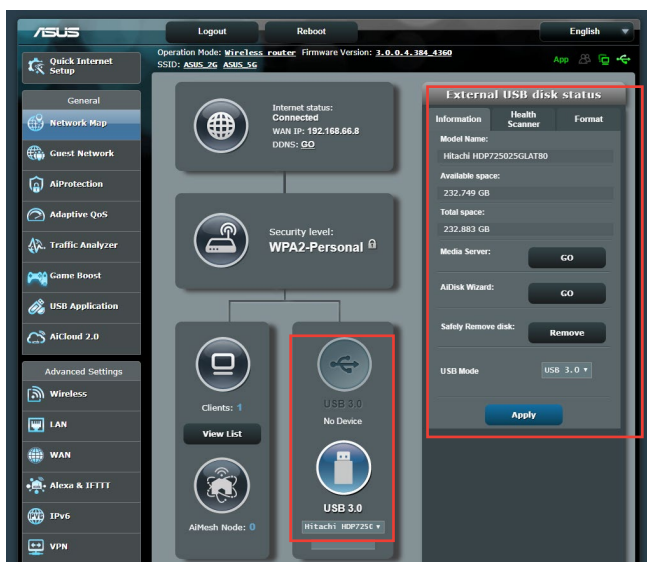 ASUS
Logout
Reboot
English
Quick Internet
Setup
Operation Mode: Wireless router Firmware Version: 3.0.0.4.384_4360
SSID: ASUS_2G ASUS_5G
App
General
Network Map
Guest Network
AiProtection
Adaptive QoS
Traffic Analyzer
Game Boost
USB Application
AiCloud 2.0
Advanced Settings
Wireless
LAN
WAN
Alexa & IFTTT
IPv6
VPN
Internet status:
Connected
WAN IP: 192.168.66.8
DDNS: GO
Security level:
WPA2-Personal
Clients: 1
View List
AiMesh Node: 0
USB 3.0
No Device
USB 3.0
Hitachi HDP725C
External USB disk status
Information
Health
Scanner
Format
Model Name:
Hitachi HDP725025GLAT80
Available space:
232.749 GB
Total space:
232.883 GB
Media Server:
GO
AiDisk Wizard:
GO
Safely Remove disk:
Remove
USB Mode
USB 3.0
Apply